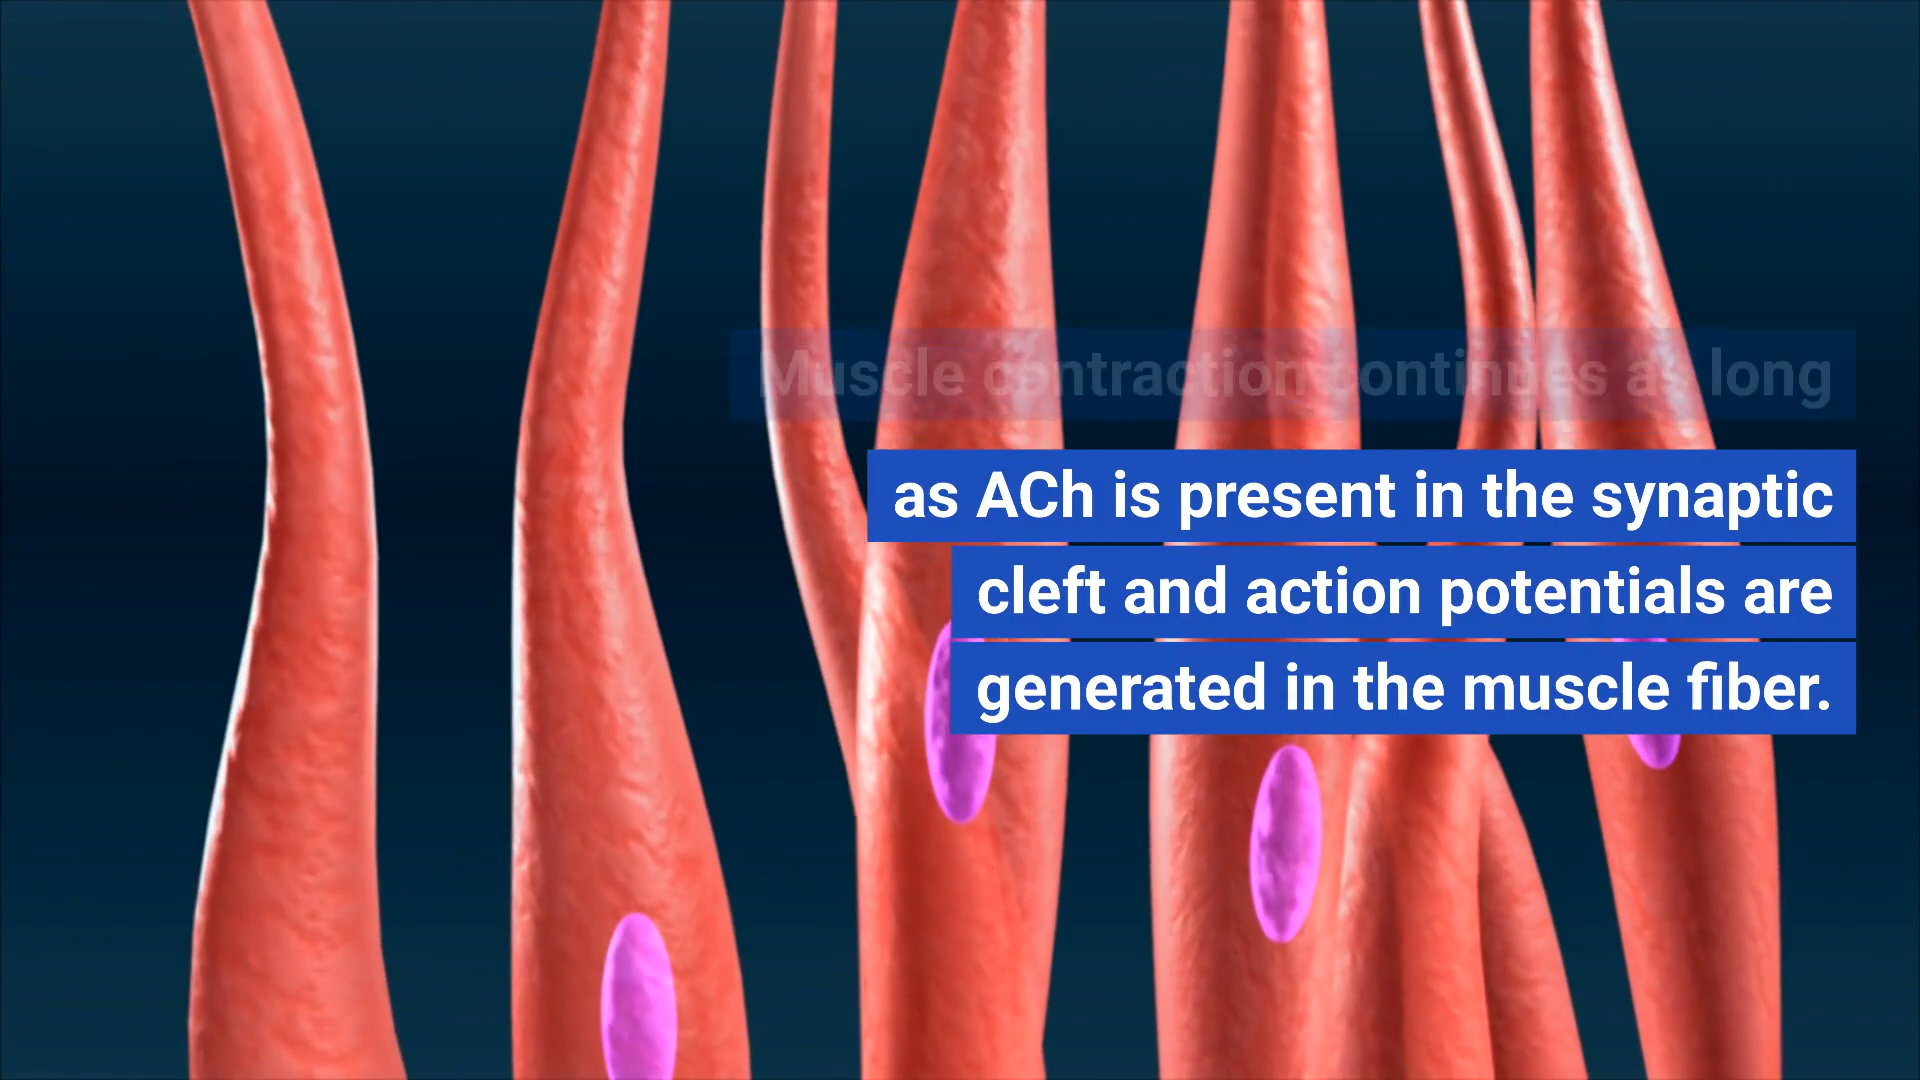 Muscle contraction continues as long
as ACh is present in the synaptic
cleft and action potentials are
generated in the muscle fiber.